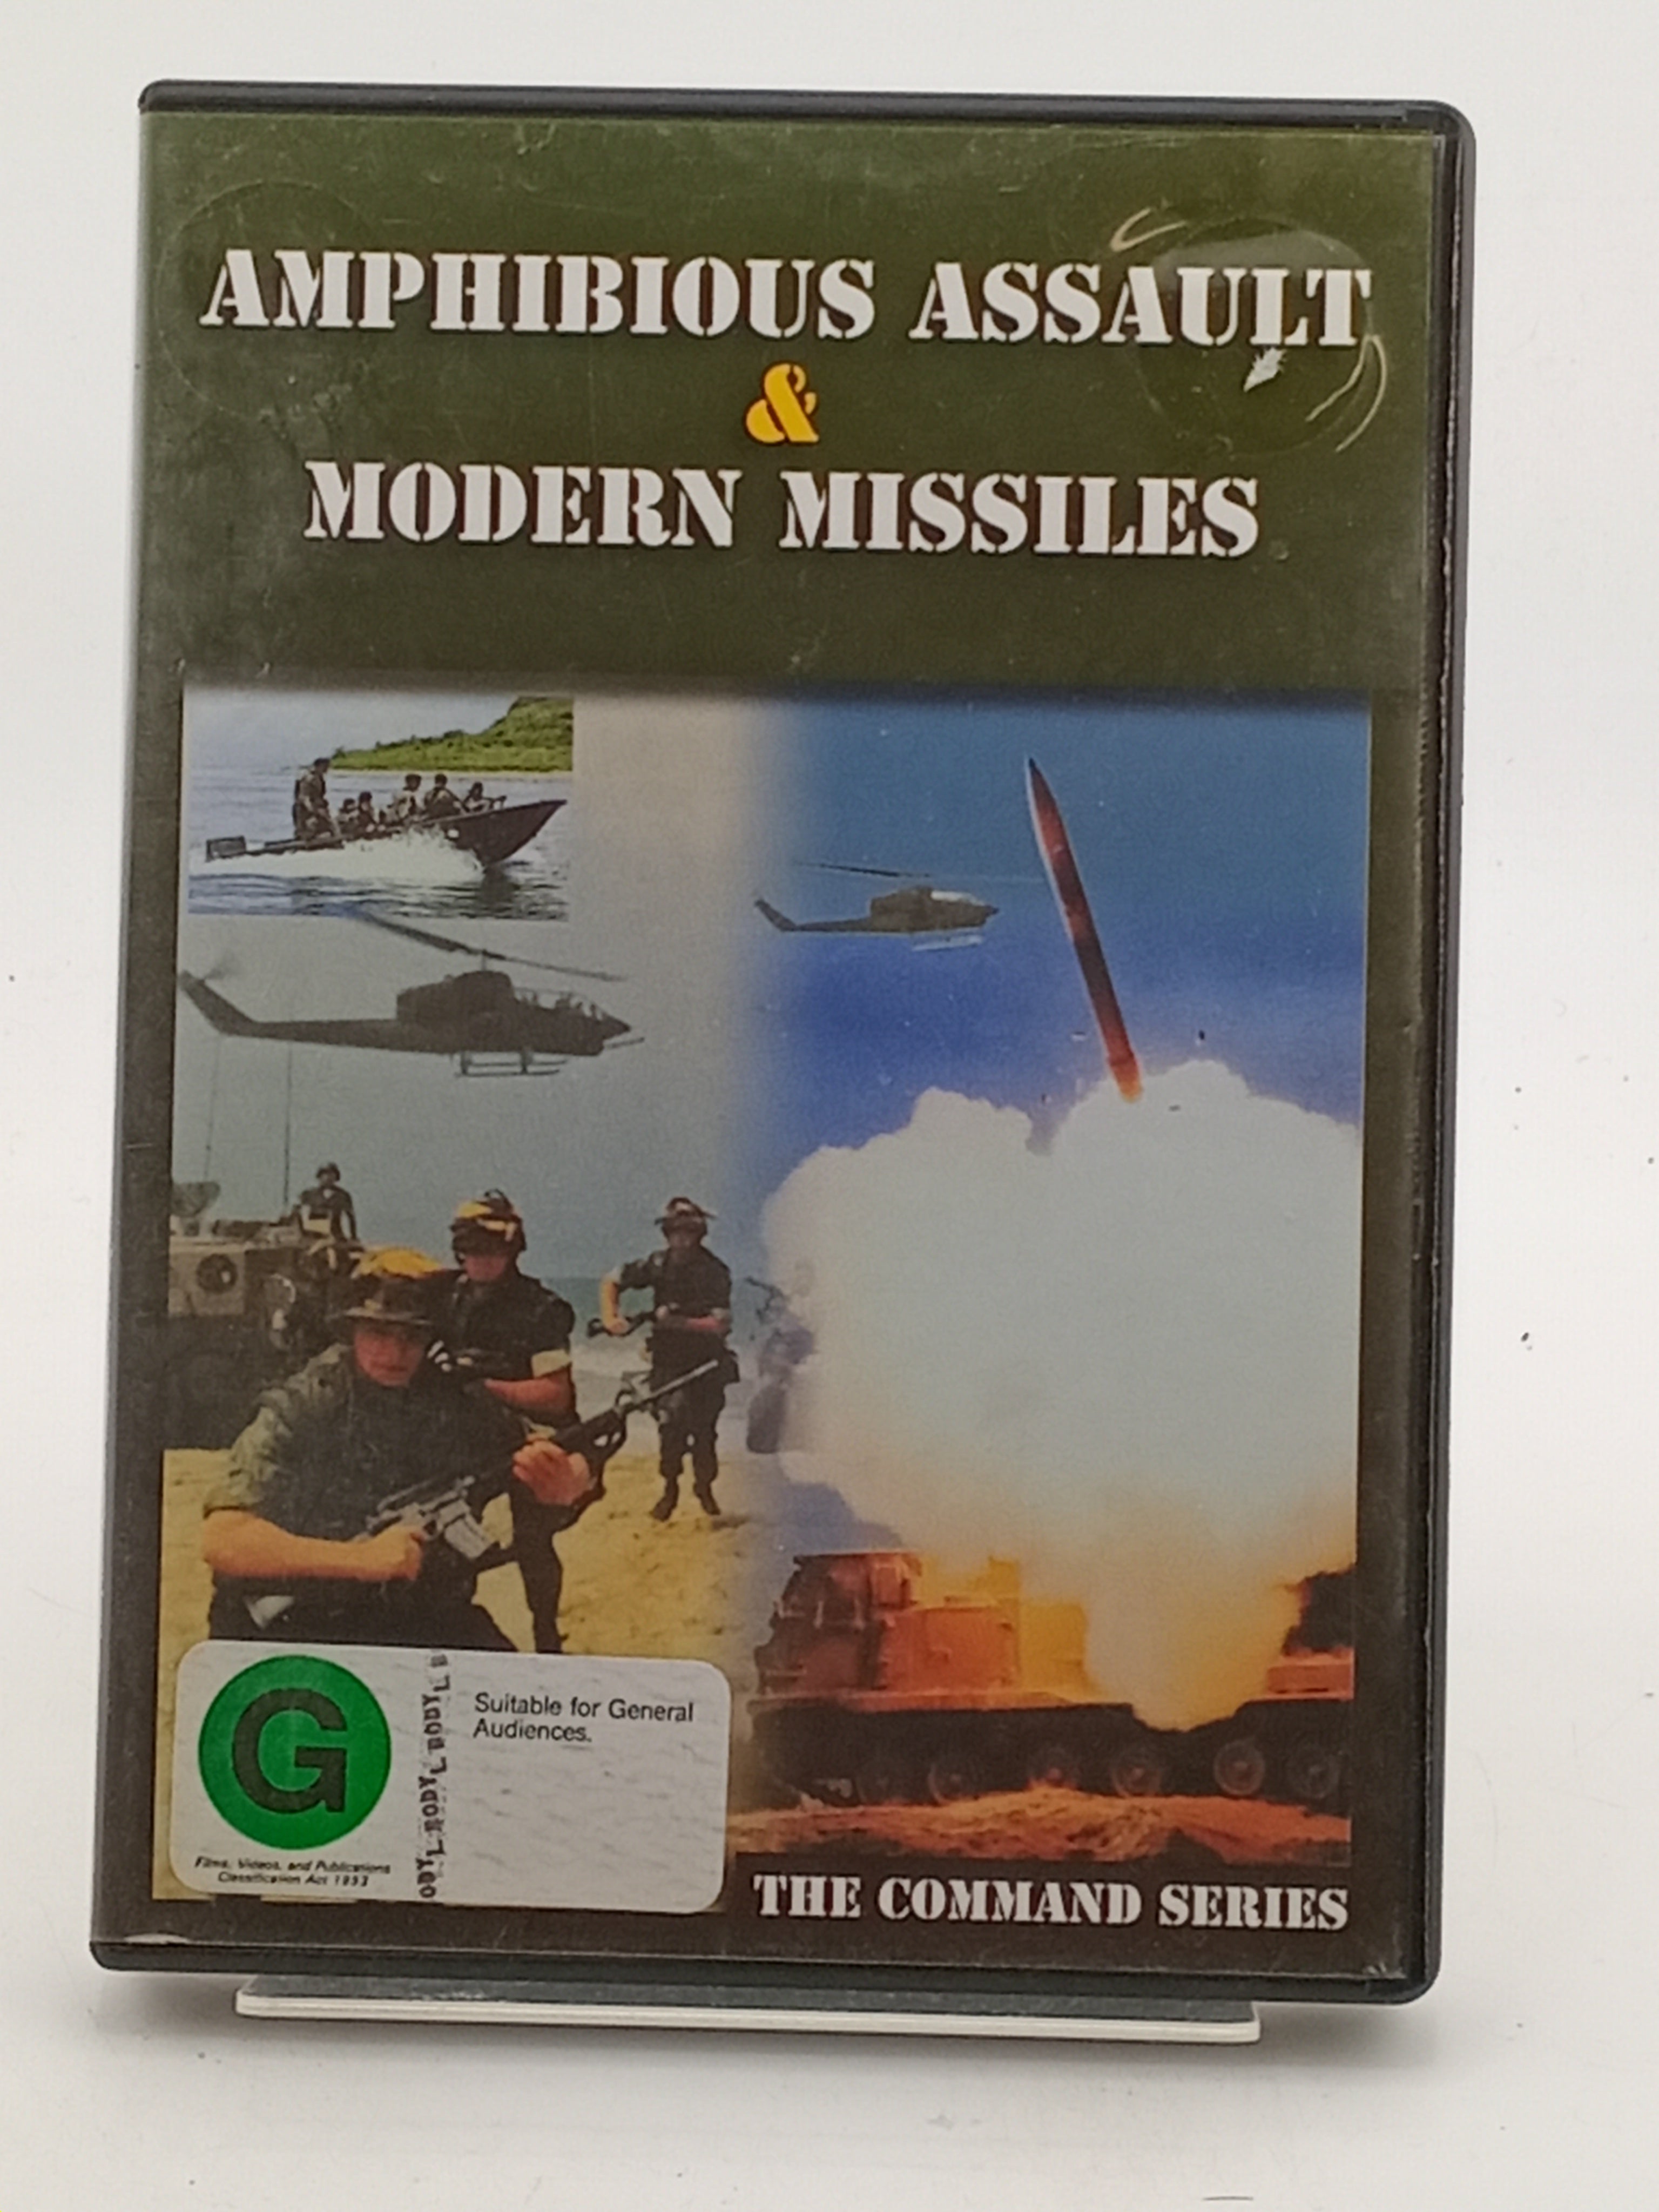 AMPHIBIOUS ASSAULT
&
MODERN MISSILES
G
Films, Videos, and Publications
Classification Act 1993
Suitable for General
Audiences.
THE COMMAND SERIES